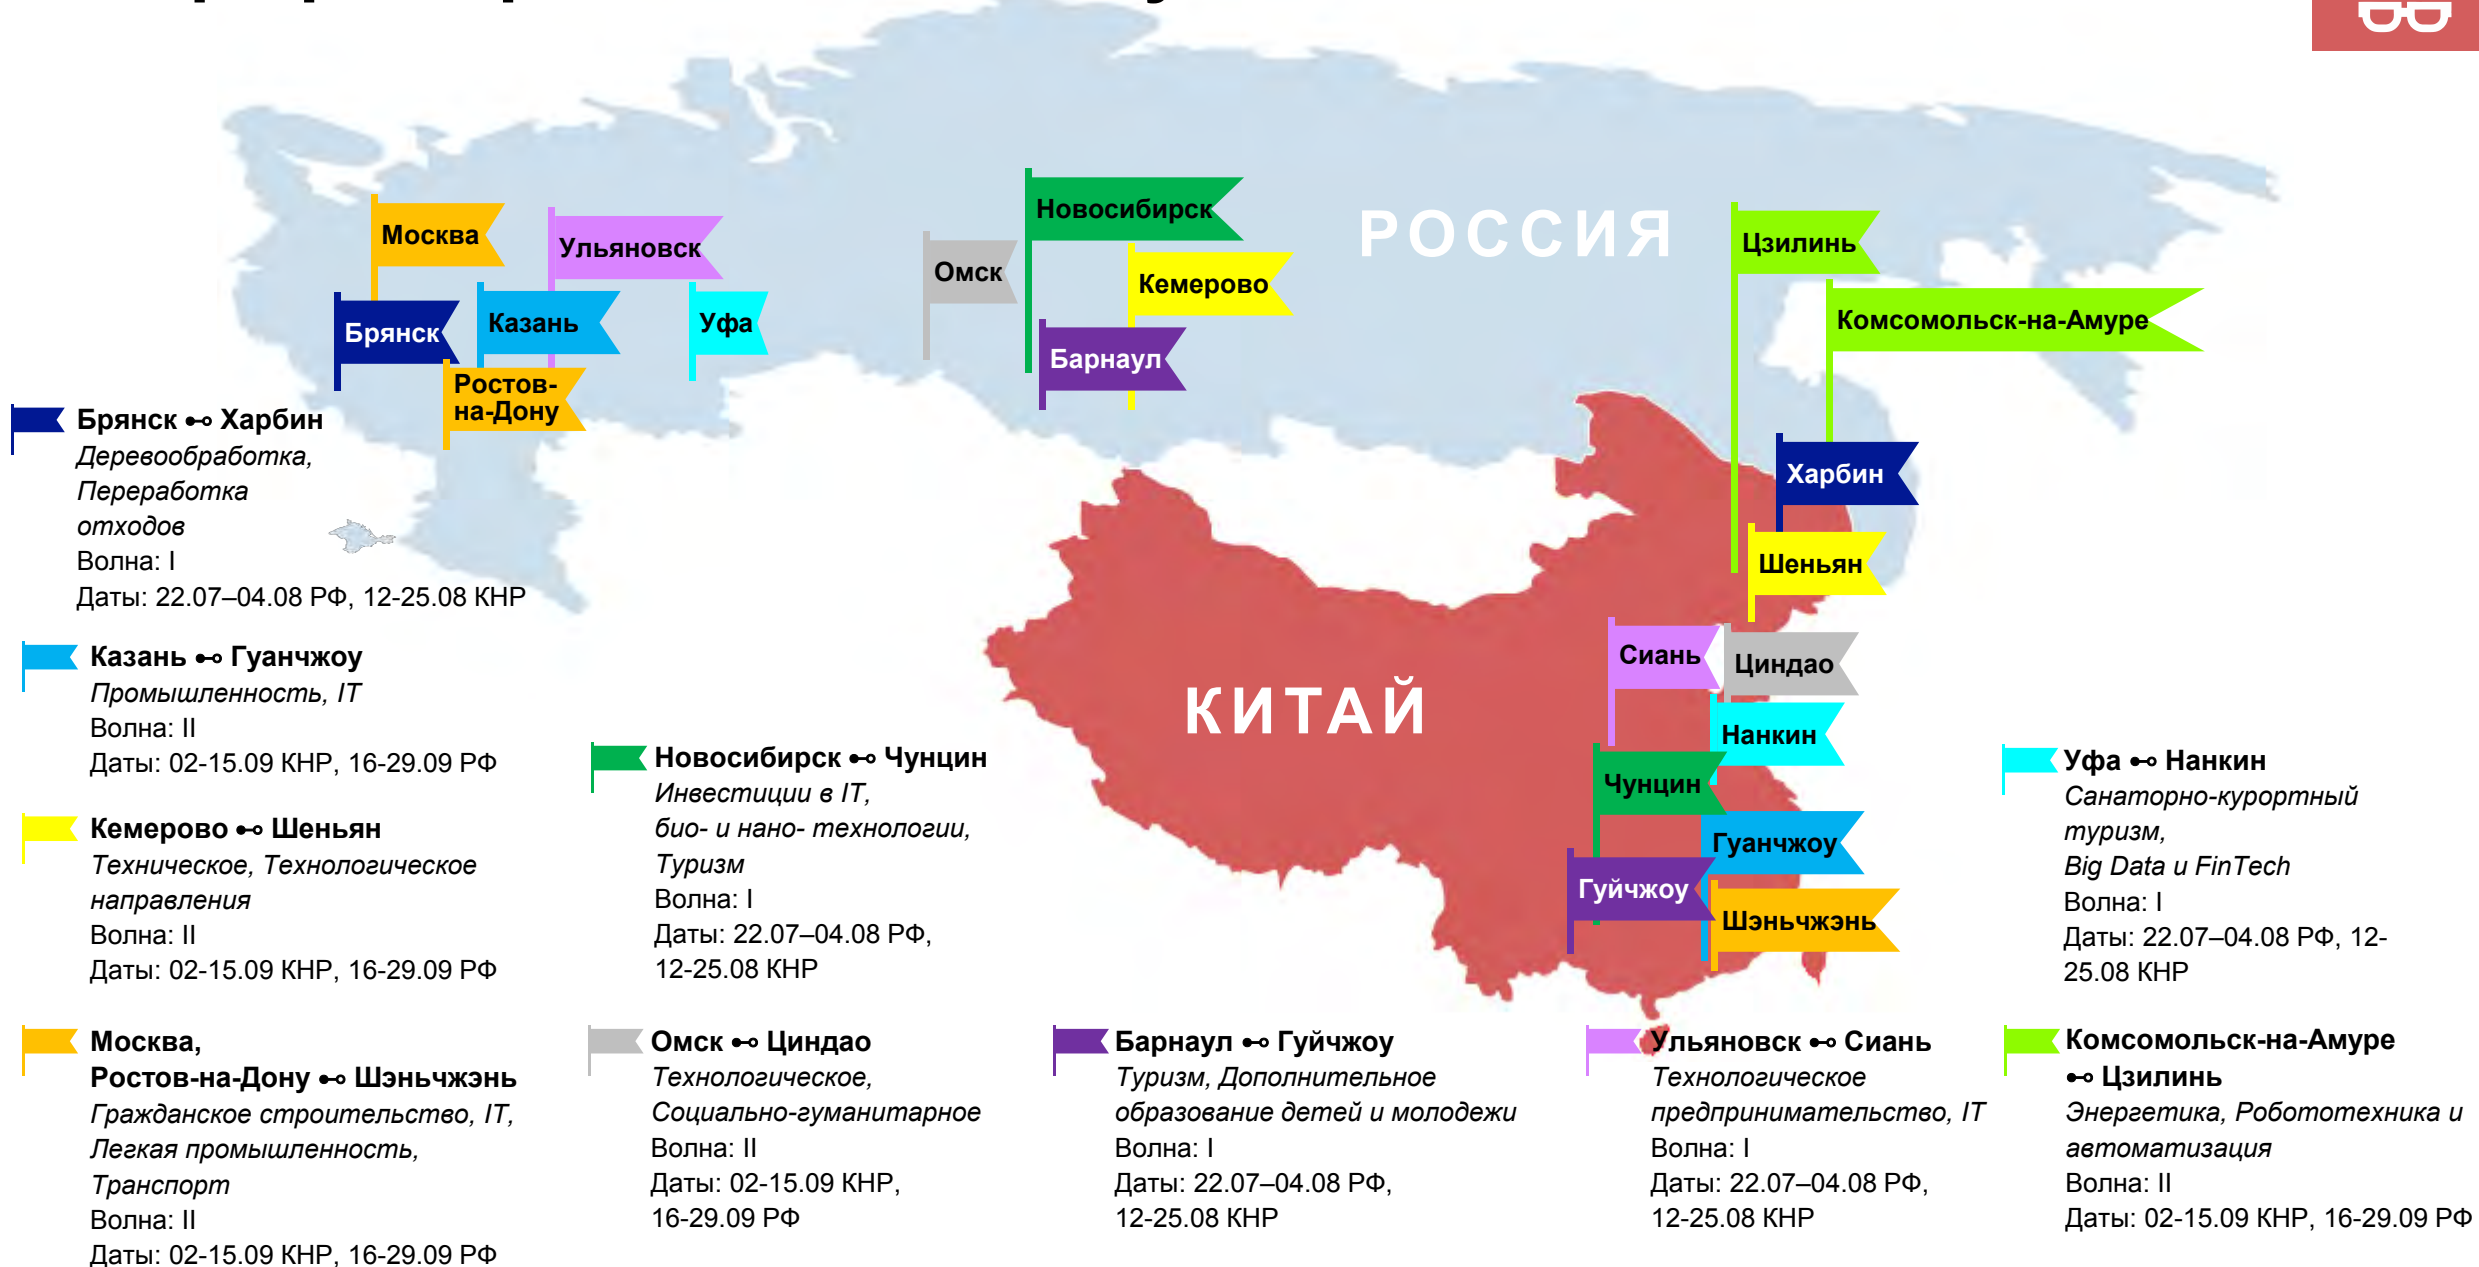 РОССИЯ
Москва
Ульяновск
Новосибирск
Омск
Кемерово
Цзилинь
Комсомольск-на-Амуре
Брянск
Казань
Уфа
Барнаул
Ростов-
на-Дону
Харбин
Шеньян
КИТАЙ
Сиань
Циндао
Нанкин
Чунцин
Гуанчжоу
Гуйчжоу
Шэньчжэнь
Брянск ⊷ Харбин
Деревообработка,
Переработка
отходов
Волна: I
Даты: 22.07–04.08 РФ, 12-25.08 КНР
Казань ⊷ Гуанчжоу
Промышленность, IT
Волна: II
Даты: 02-15.09 КНР, 16-29.09 РФ
Кемерово ⊷ Шеньян
Техническое, Технологическое
направления
Волна: II
Даты: 02-15.09 КНР, 16-29.09 РФ
Москва,
Ростов-на-Дону ⊷ Шэньчжэнь
Гражданское строительство, IT,
Легкая промышленность,
Транспорт
Волна: II
Даты: 02-15.09 КНР, 16-29.09 РФ
Новосибирск ⊷ Чунцин
Инвестиции в IT,
био- и нано- технологии,
Туризм
Волна: I
Даты: 22.07–04.08 РФ,
12-25.08 КНР
Омск ⊷ Циндао
Технологическое,
Социально-гуманитарное
Волна: II
Даты: 02-15.09 КНР,
16-29.09 РФ
Барнаул ⊷ Гуйчжоу
Туризм, Дополнительное
образование детей и молодежи
Волна: I
Даты: 22.07–04.08 РФ,
12-25.08 КНР
Ульяновск ⊷ Сиань
Технологическое
предпринимательство, IT
Волна: I
Даты: 22.07–04.08 РФ,
12-25.08 КНР
Уфа ⊷ Нанкин
Санаторно-курортный
туризм,
Big Data и FinTech
Волна: I
Даты: 22.07–04.08 РФ, 12-
25.08 КНР
Комсомольск-на-Амуре
⊷ Цзилинь
Энергетика, Робототехника и
автоматизация
Волна: II
Даты: 02-15.09 КНР, 16-29.09 РФ